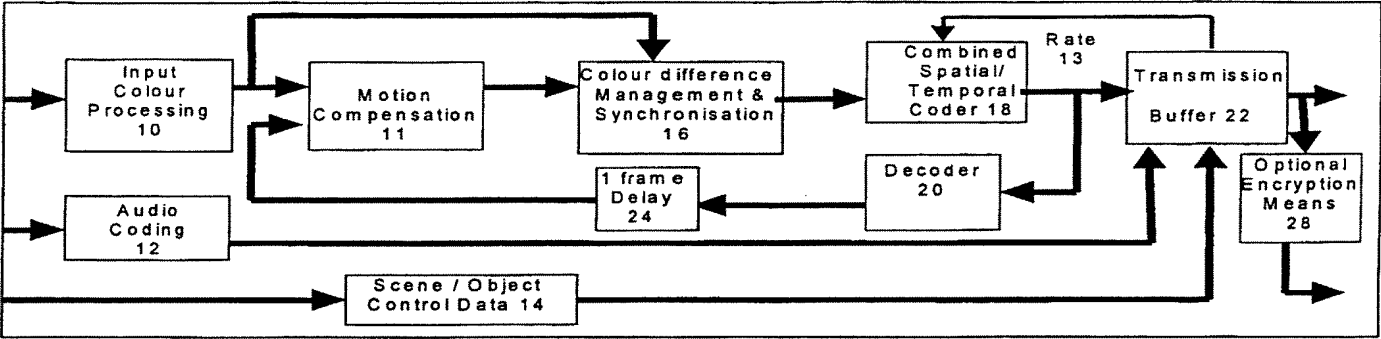 Input
Colour
Processing
10
Motion
Compensation
11
Colour difference
Management &
Synchronisation
16
Combined
Spatial/
Temporal
Coder 18
Rate
13
Transmission
Buffer 22
Optional
Encryption
Means
28
Decoder
20
1 frame
Delay
24
Audio
Coding
12
Scene / Object
Control Data 14